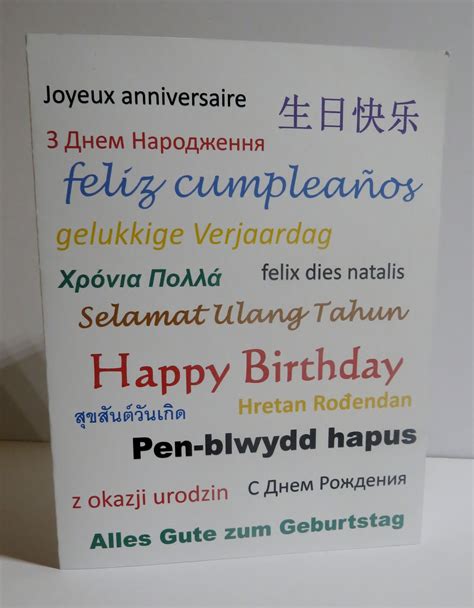 Joyeux anniversaire
生日快乐
З Днем Народження
feliz cumpleaños
gelukkige Verjaardag
Χρόνια Πολλά
felix dies natalis
Selamat Ulang Tahun
Happy Birthday
สุขสันต์วันเกิด
Hretan Rođendan
Pen-blwydd hapus
z okazji urodzin
С Днем Рождения
Alles Gute zum Geburtstag